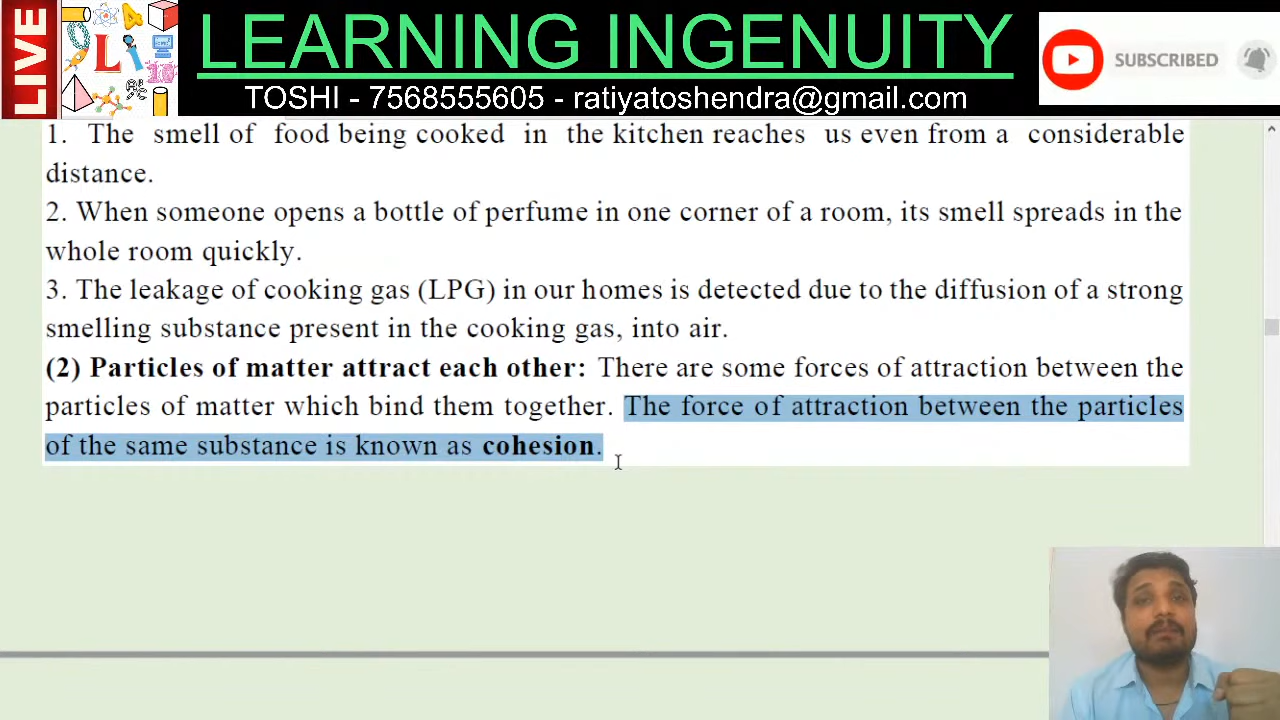 LIVE
LEARNING INGENUITY
TOSHI - 7568555605 - ratiyatoshendra@gmail.com
SUBSCRIBED
1. The smell of food being cooked in the kitchen reaches us even from a considerable
distance.
2. When someone opens a bottle of perfume in one corner of a room, its smell spreads in the
whole room quickly.
3. The leakage of cooking gas (LPG) in our homes is detected due to the diffusion of a strong
smelling substance present in the cooking gas, into air.
(2) Particles of matter attract each other: There are some forces of attraction between the
particles of matter which bind them together. The force of attraction between the particles
of the same substance is known as cohesion.